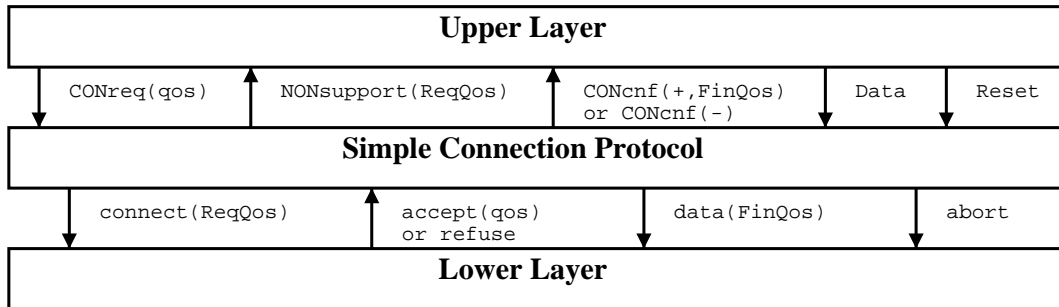 Upper Layer
CONreq(qos)
NONsupport(ReqQos)
CONcnf(+,FinQos)
or CONcnf(-)
Data
Reset
Simple Connection Protocol
connect(ReqQos)
accept(qos)
or refuse
data(FinQos)
abort
Lower Layer